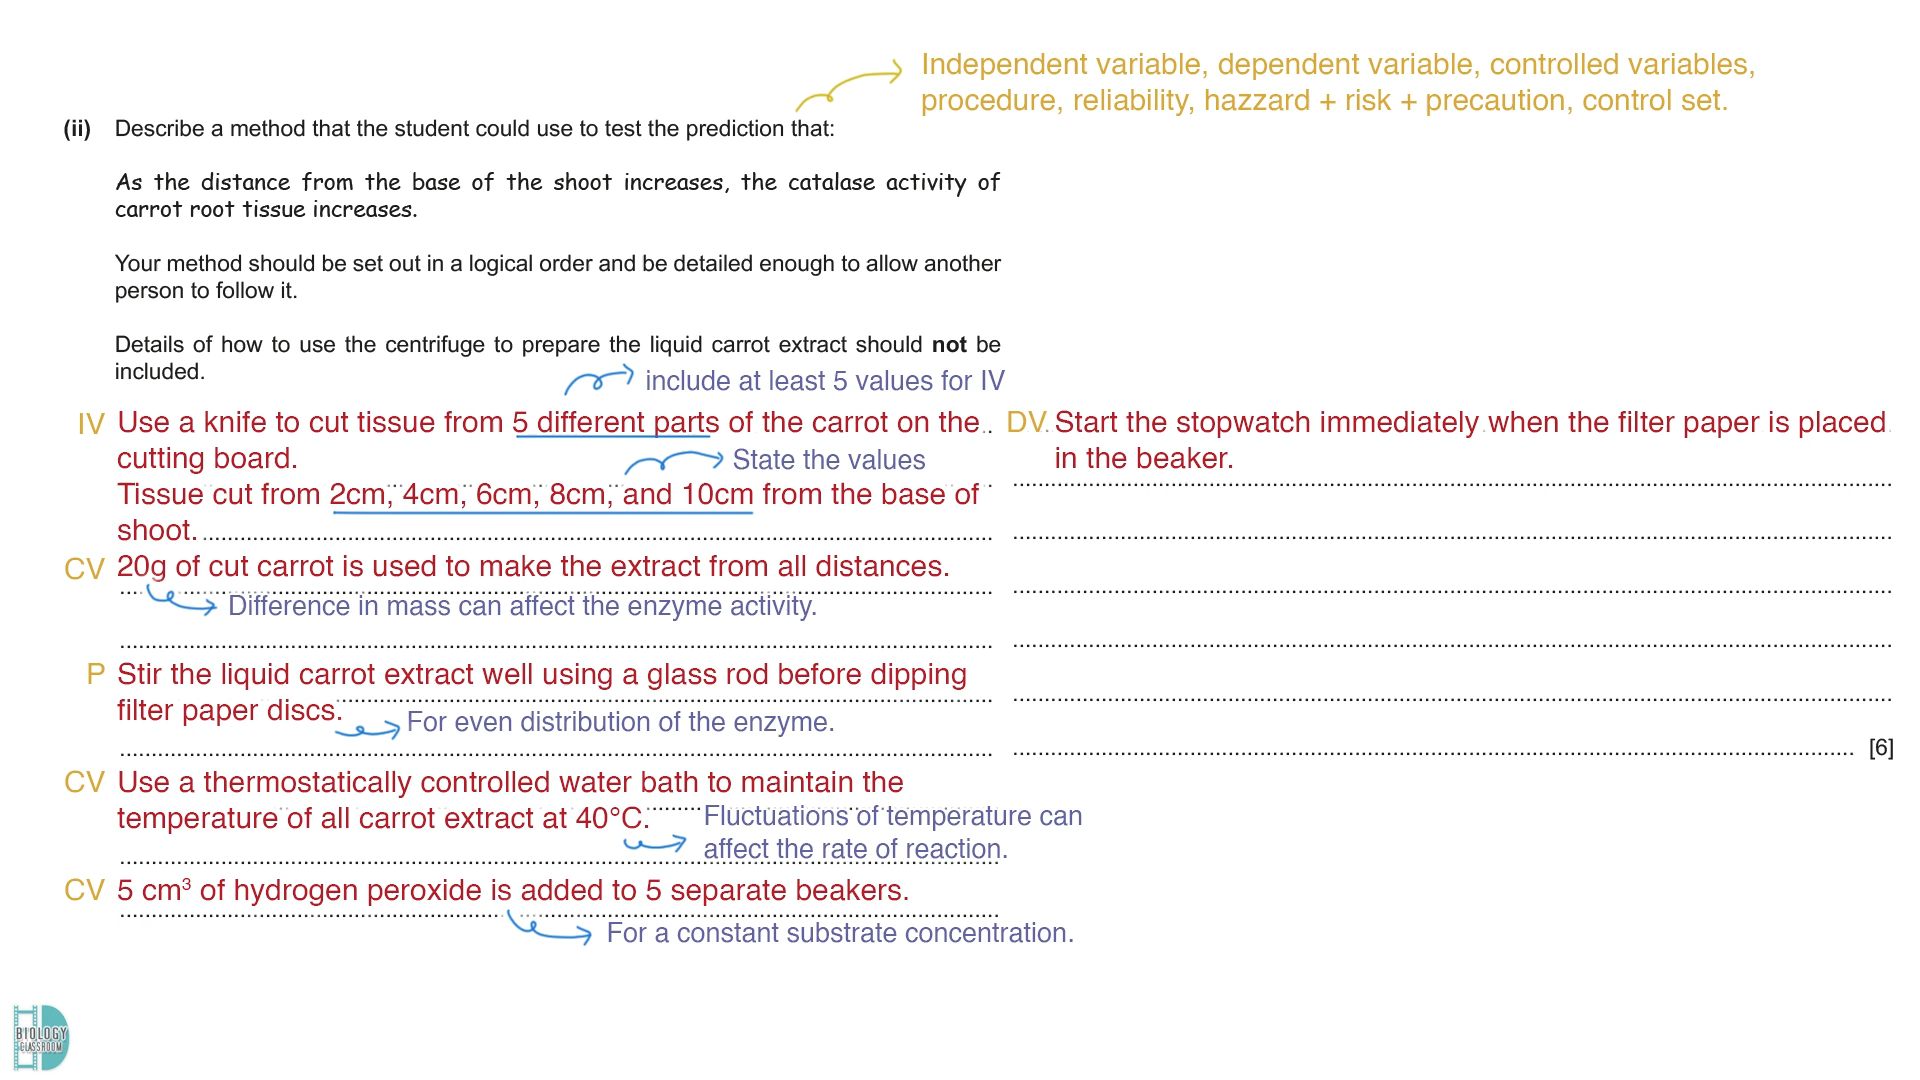 Independent variable, dependent variable, controlled variables,
procedure, reliability, hazzard + risk + precaution, control set.
(ii) Describe a method that the student could use to test the prediction that:
As the distance from the base of the shoot increases, the catalase activity of
carrot root tissue increases.
Your method should be set out in a logical order and be detailed enough to allow another
person to follow it.
Details of how to use the centrifuge to prepare the liquid carrot extract should not be
included.
include at least 5 values for IV
IV Use a knife to cut tissue from 5 different parts of the carrot on the
cutting board.
State the values
Tissue cut from 2cm, 4cm, 6cm, 8cm, and 10cm from the base of
shoot.
CV 20g of cut carrot is used to make the extract from all distances.
Difference in mass can affect the enzyme activity.
P Stir the liquid carrot extract well using a glass rod before dipping
filter paper discs.
For even distribution of the enzyme.
CV Use a thermostatically controlled water bath to maintain the
temperature of all carrot extract at 40°C.
Fluctuations of temperature can
affect the rate of reaction.
CV 5 cm³ of hydrogen peroxide is added to 5 separate beakers.
For a constant substrate concentration.
DV Start the stopwatch immediately when the filter paper is placed
in the beaker.
[6]
BIOLOGY
CLASSROOM